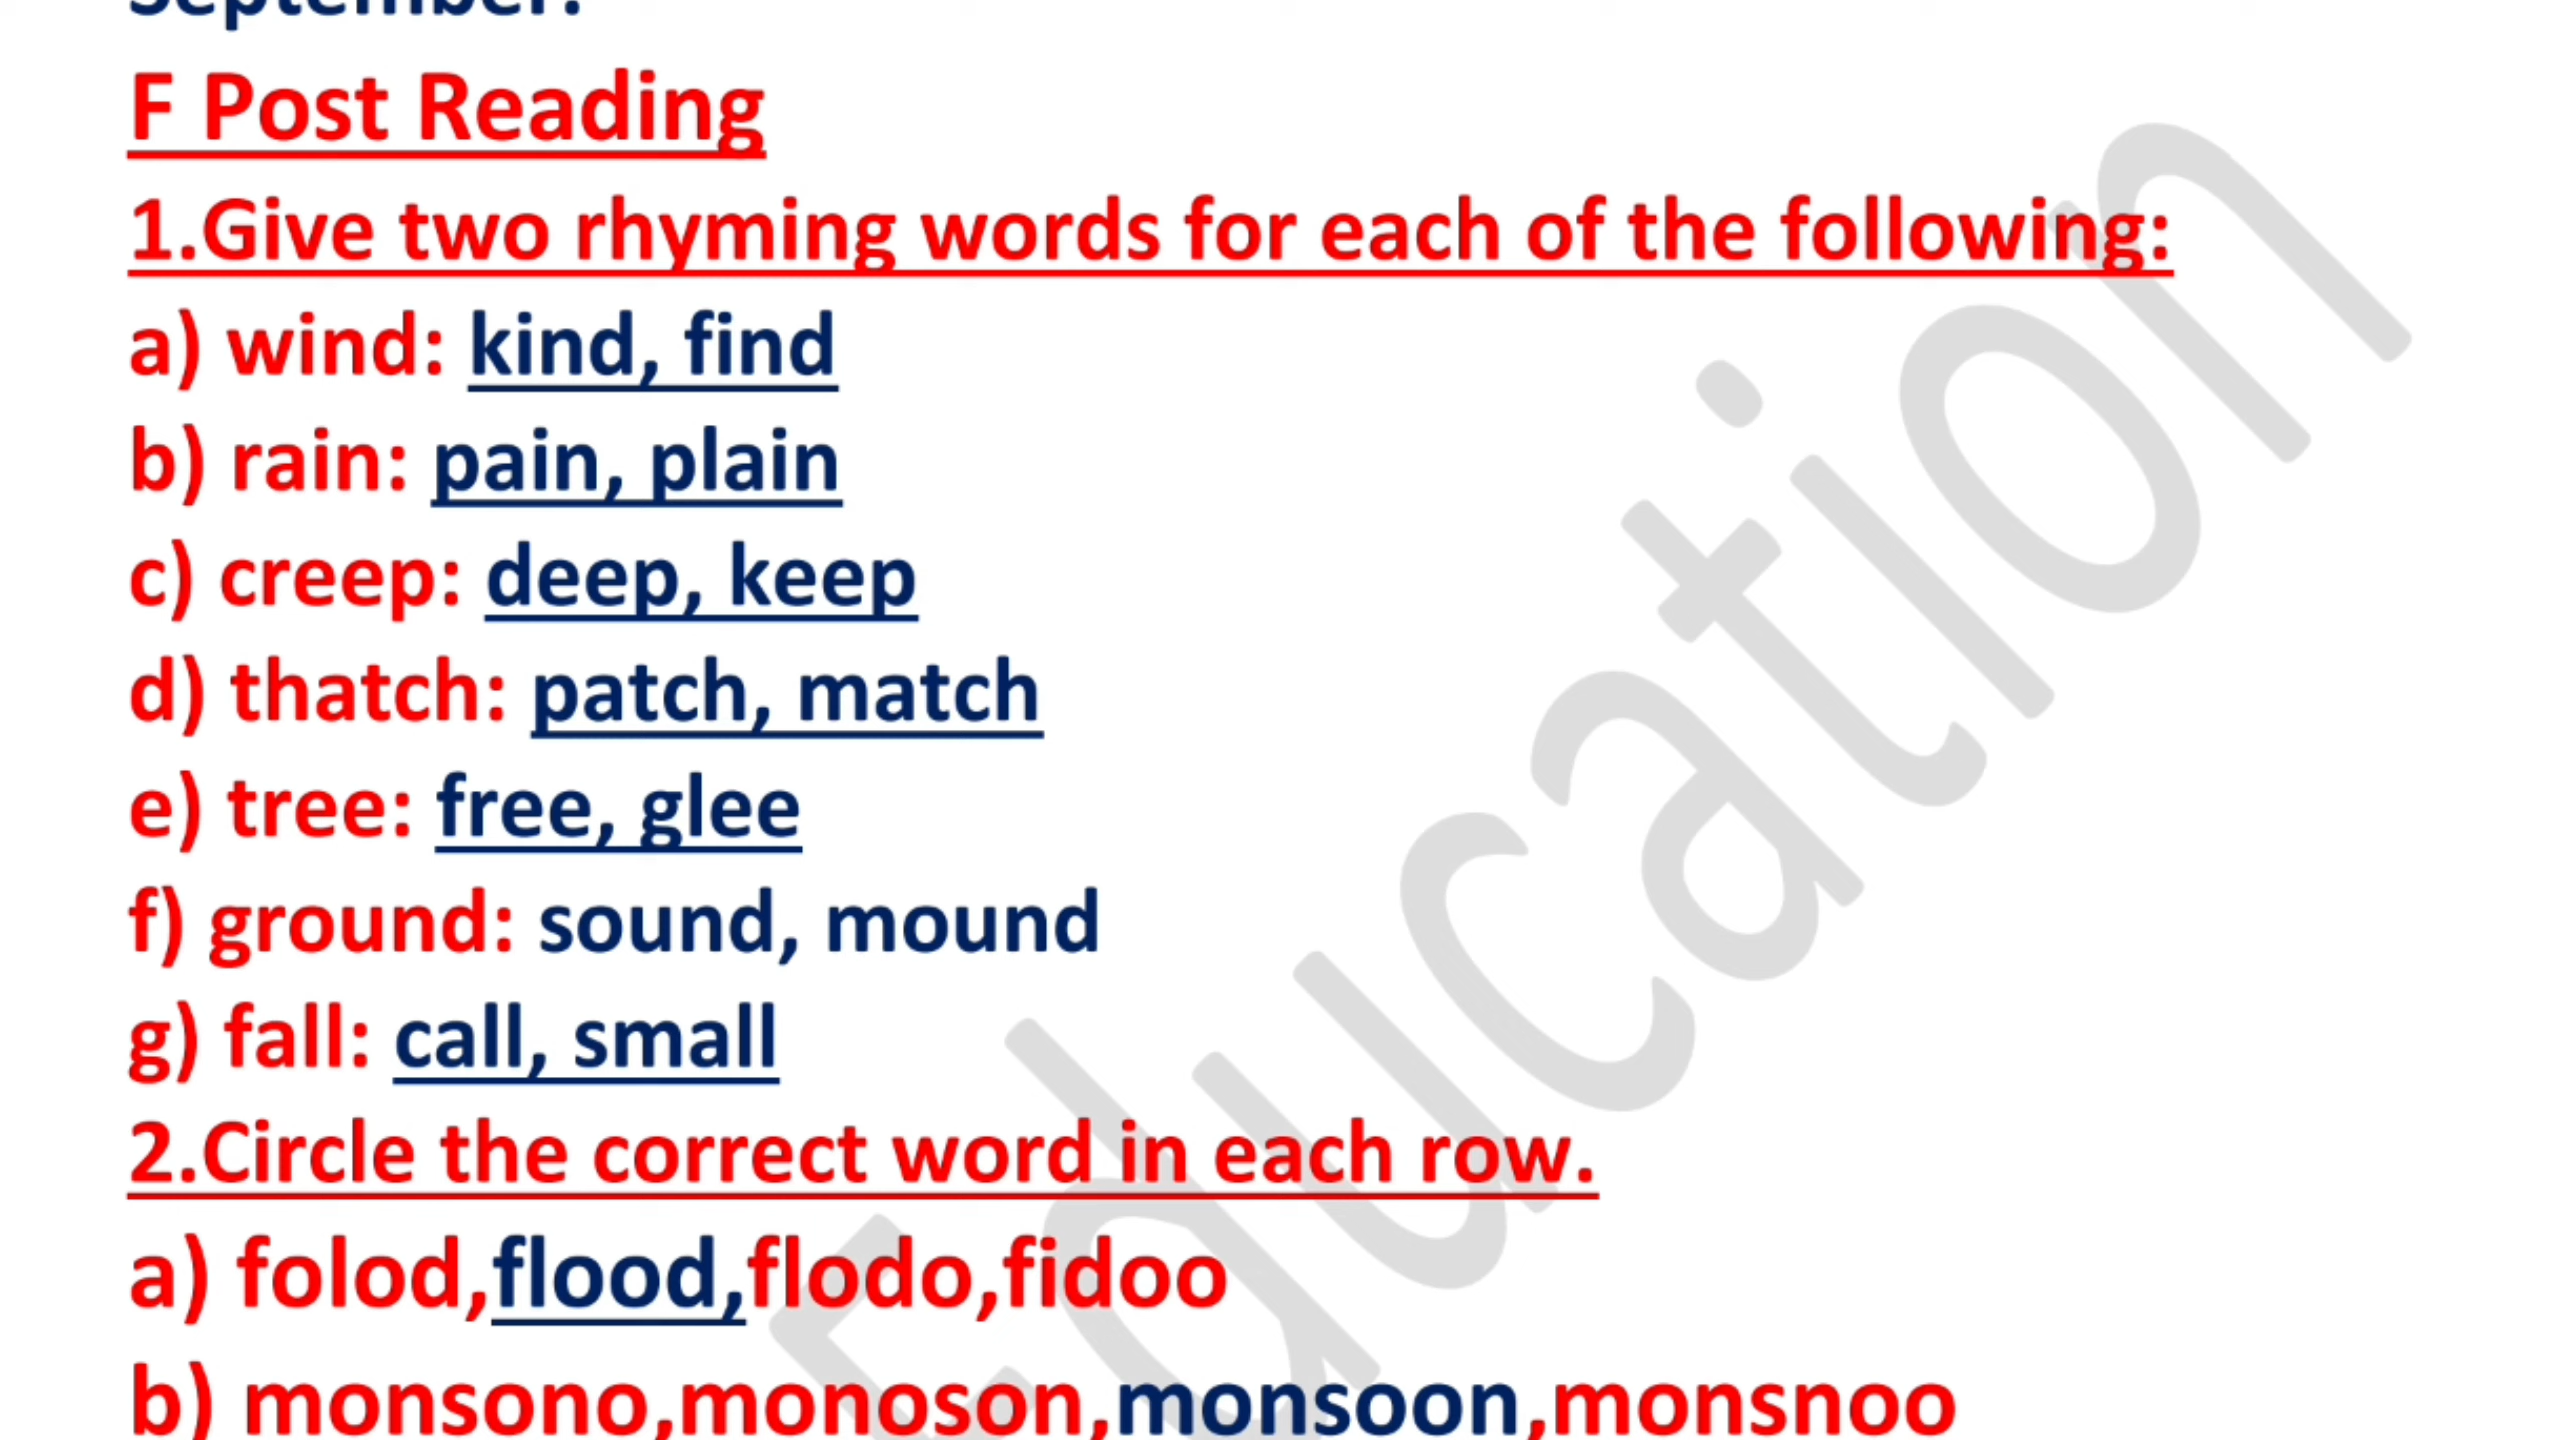 September.
F Post Reading
1.Give two rhyming words for each of the following:
a) wind: kind, find
b) rain: pain, plain
c) creep: deep, keep
d) thatch: patch, match
e) tree: free, glee
f) ground: sound, mound
g) fall: call, small
2.Circle the correct word in each row.
a) folod,flood,flodo,fidoo
b) monsono,monoson,monsoon,monsnoo
Education